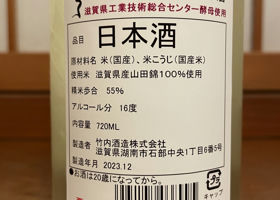 滋賀県工業技術総合センター酵母使用
品目 日本酒
原材料名 米(国産)、米こうじ(国産米)
使用米 滋賀県産山田錦100%使用
精米歩合 55%
アルコール分 16度
内容量 720ML
製造者 竹内酒造株式会社
滋賀県湖南市石部中央1丁目6番5号
製造年月 2023.12
●お酒は20歳になってから。
プラ
キャップ